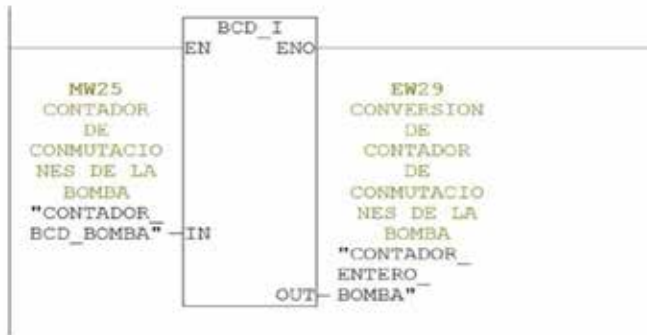 BCD_I
EN ENO
MW25
CONTADOR
DE
CONMUTACIO
NES DE LA
BOMBA
"CONTADOR_
BCD_BOMBA"
IN
EW29
CONVERSION
DE
CONTADOR
DE
CONMUTACIO
NES DE LA
BOMBA
"CONTADOR_
ENTERO_
BOMBA"
OUT